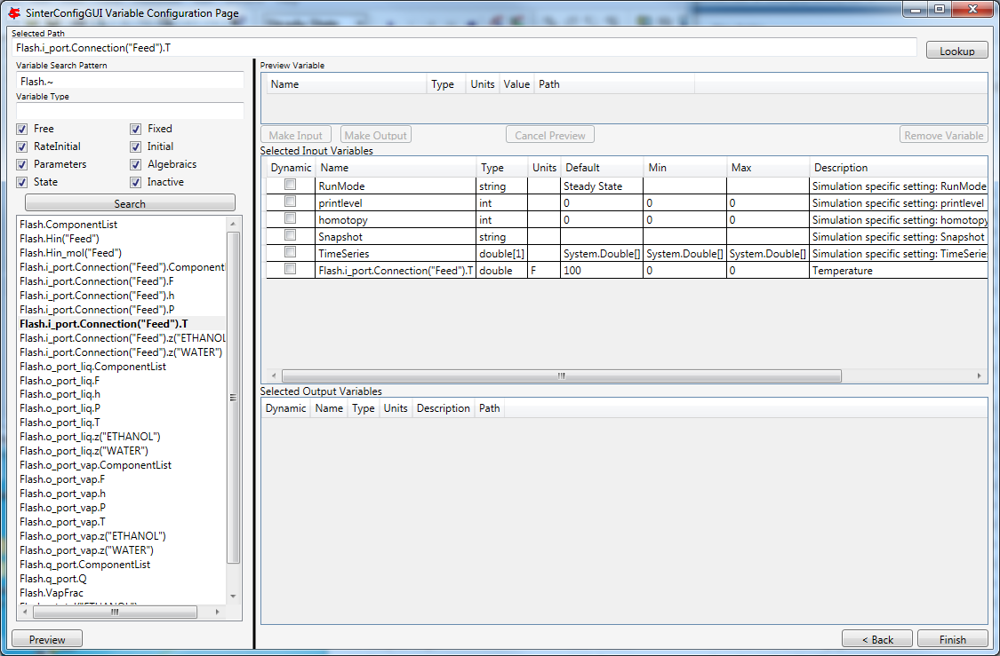 SinterConfigGUI Variable Configuration Page
Selected Path
Flash.i_port.Connection("Feed").T
Lookup
Variable Search Pattern
Flash.~
Variable Type
Free Fixed
RateInitial Initial
Parameters Algebraics
State Inactive
Search
Flash.ComponentList
Flash.Hin("Feed")
Flash.Hin_mol("Feed")
Flash.i_port.Connection("Feed").Component
Flash.i_port.Connection("Feed").F
Flash.i_port.Connection("Feed").h
Flash.i_port.Connection("Feed").P
Flash.i_port.Connection("Feed").T
Flash.i_port.Connection("Feed").z("ETHANOL
Flash.i_port.Connection("Feed").z("WATER")
Flash.o_port_liq.ComponentList
Flash.o_port_liq.F
Flash.o_port_liq.h
Flash.o_port_liq.P
Flash.o_port_liq.T
Flash.o_port_liq.z("ETHANOL")
Flash.o_port_liq.z("WATER")
Flash.o_port_vap.ComponentList
Flash.o_port_vap.F
Flash.o_port_vap.h
Flash.o_port_vap.P
Flash.o_port_vap.T
Flash.o_port_vap.z("ETHANOL")
Flash.o_port_vap.z("WATER")
Flash.q_port.ComponentList
Flash.q_port.Q
Flash.VapFrac
Preview
Preview Variable
Name Type Units Value Path
Make Input Make Output Cancel Preview Remove Variable
Selected Input Variables
Dynamic Name Type Units Default Min Max Description
RunMode string Steady State Simulation specific setting: RunMode
printlevel int 0 0 0 Simulation specific setting: printlevel
homotopy int 0 0 0 Simulation specific setting: homotopy
Snapshot string Simulation specific setting: Snapshot
TimeSeries double[1] System.Double[] System.Double[] System.Double[] Simulation specific setting: TimeSeries
Flash.i_port.Connection("Feed").T double F 100 0 0 Temperature
Selected Output Variables
Dynamic Name Type Units Description Path
< Back Finish